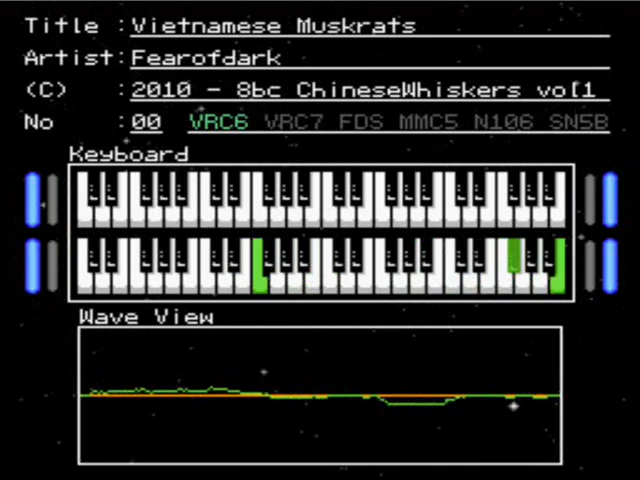 Title :Vietnamese Muskrats
Artist:Fearofdark
(C) :2010 - 8bc ChineseWhiskers vol1
No :00 VRC6 VRC7 FDS MMC5 N106 SN5B
Keyboard
Wave View